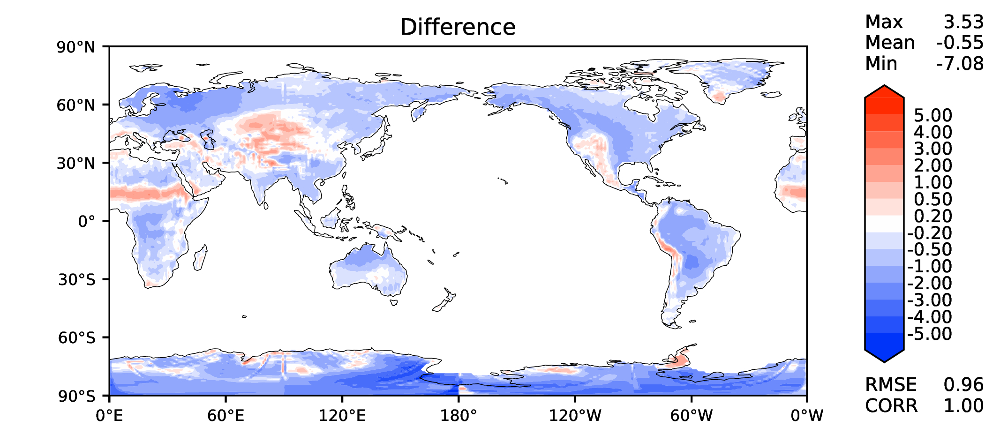 Difference
Max 3.53
Mean -0.55
Min -7.08
90°N
60°N
30°N
0°
30°S
60°S
90°S
0°E 60°E 120°E 180° 120°W 60°W 0°W
5.00
4.00
3.00
2.00
1.00
0.50
0.20
-0.20
-0.50
-1.00
-2.00
-3.00
-4.00
-5.00
RMSE 0.96
CORR 1.00